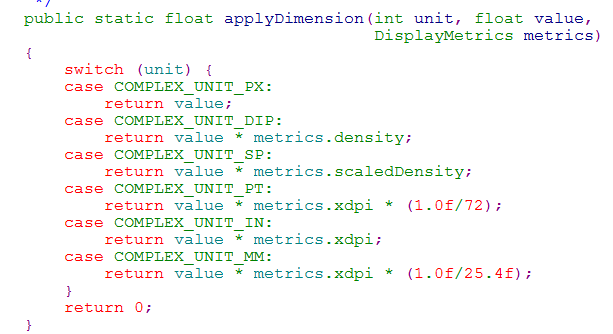 */
public static float applyDimension(int unit, float value,
                                   DisplayMetrics metrics)
{
    switch (unit) {
    case COMPLEX_UNIT_PX:
        return value;
    case COMPLEX_UNIT_DIP:
        return value * metrics.density;
    case COMPLEX_UNIT_SP:
        return value * metrics.scaledDensity;
    case COMPLEX_UNIT_PT:
        return value * metrics.xdpi * (1.0f/72);
    case COMPLEX_UNIT_IN:
        return value * metrics.xdpi;
    case COMPLEX_UNIT_MM:
        return value * metrics.xdpi * (1.0f/25.4f);
    }
    return 0;
}